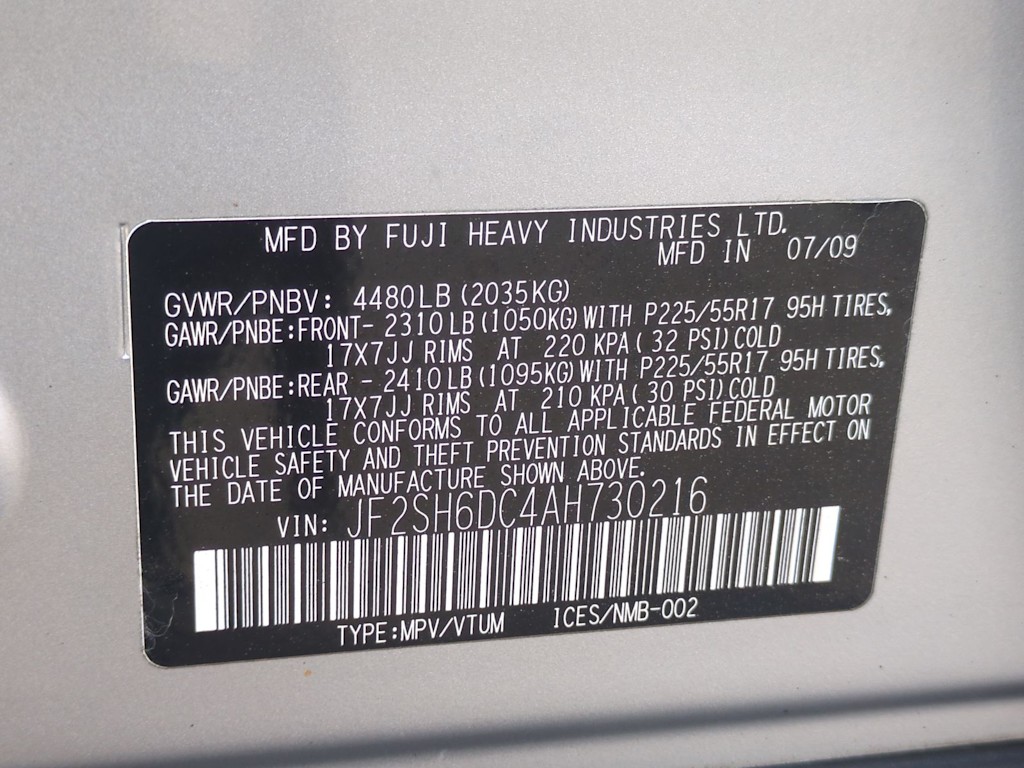 MFD BY FUJI HEAVY INDUSTRIES LTD.
MFD IN 07/09
GVWR/PNBV: 4480LB (2035KG)
GAWR/PNBE:FRONT- 2310LB (1050KG) WITH P225/55R17 95H TIRES,
17X7JJ RIMS AT 220 KPA ( 32 PSI) COLD
GAWR/PNBE:REAR - 2410LB (1095KG) WITH P225/55R17 95H TIRES,
17X7JJ RIMS AT 210 KPA ( 30 PSI) COLD
THIS VEHICLE CONFORMS TO ALL APPLICABLE FEDERAL MOTOR
VEHICLE SAFETY AND THEFT PREVENTION STANDARDS IN EFFECT ON
THE DATE OF MANUFACTURE SHOWN ABOVE.
VIN: JF2SH6DC4AH730216
TYPE:MPV/VTUM ICES/NMB-002